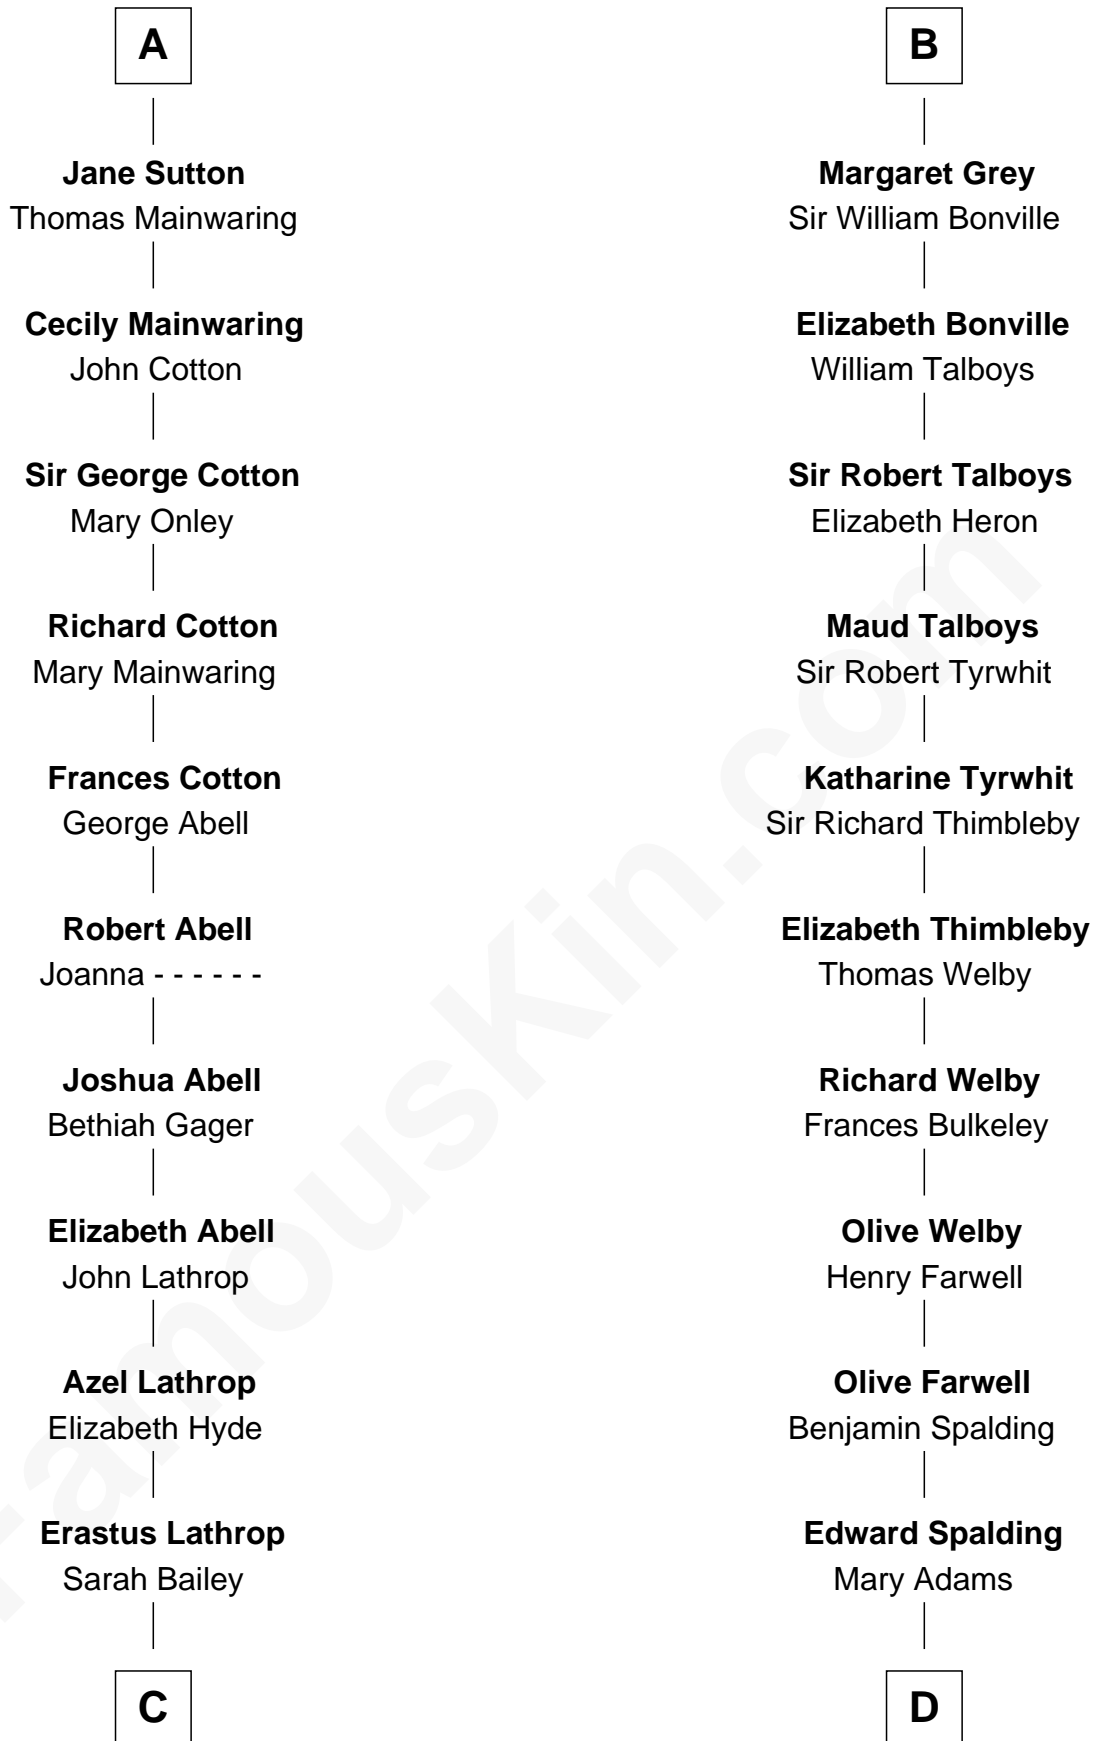 A
Jane Sutton
Thomas Mainwaring
Cecily Mainwaring
John Cotton
Sir George Cotton
Mary Onley
Richard Cotton
Mary Mainwaring
Frances Cotton
George Abell
Robert Abell
Joanna - - - - - -
Joshua Abell
Bethiah Gager
Elizabeth Abell
John Lathrop
Azel Lathrop
Elizabeth Hyde
Erastus Lathrop
Sarah Bailey
C
B
Margaret Grey
Sir William Bonville
Elizabeth Bonville
William Talboys
Sir Robert Talboys
Elizabeth Heron
Maud Talboys
Sir Robert Tyrwhit
Katharine Tyrwhit
Sir Richard Thimbleby
Elizabeth Thimbleby
Thomas Welby
Richard Welby
Frances Bulkeley
Olive Welby
Henry Farwell
Olive Farwell
Benjamin Spalding
Edward Spalding
Mary Adams
D
FamousKin.com